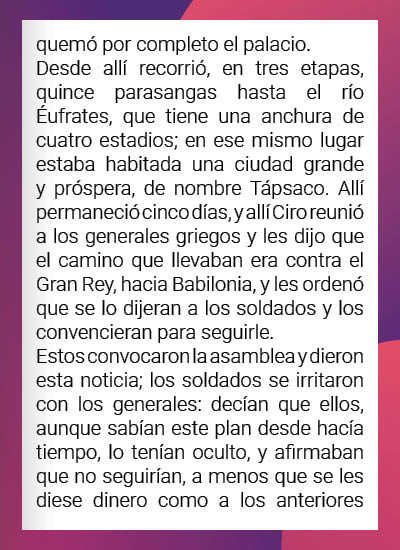 quemó por completo el palacio.
Desde allí recorrió, en tres etapas,
quince parasangas hasta el río
Éufrates, que tiene una anchura de
cuatro estadios; en ese mismo lugar
estaba habitada una ciudad grande
y próspera, de nombre Tápsaco. Allí
permaneció cinco días, y allí Ciro reunió
a los generales griegos y les dijo que
el camino que llevaban era contra el
Gran Rey, hacia Babilonia, y les ordenó
que se lo dijeran a los soldados y los
convencieran para seguirle.
Estos convocaron la asamblea y dieron
esta noticia; los soldados se irritaron
con los generales: decían que ellos,
aunque sabían este plan desde hacía
tiempo, lo tenían oculto, y afirmaban
que no seguirían, a menos que se les
diese dinero como a los anteriores